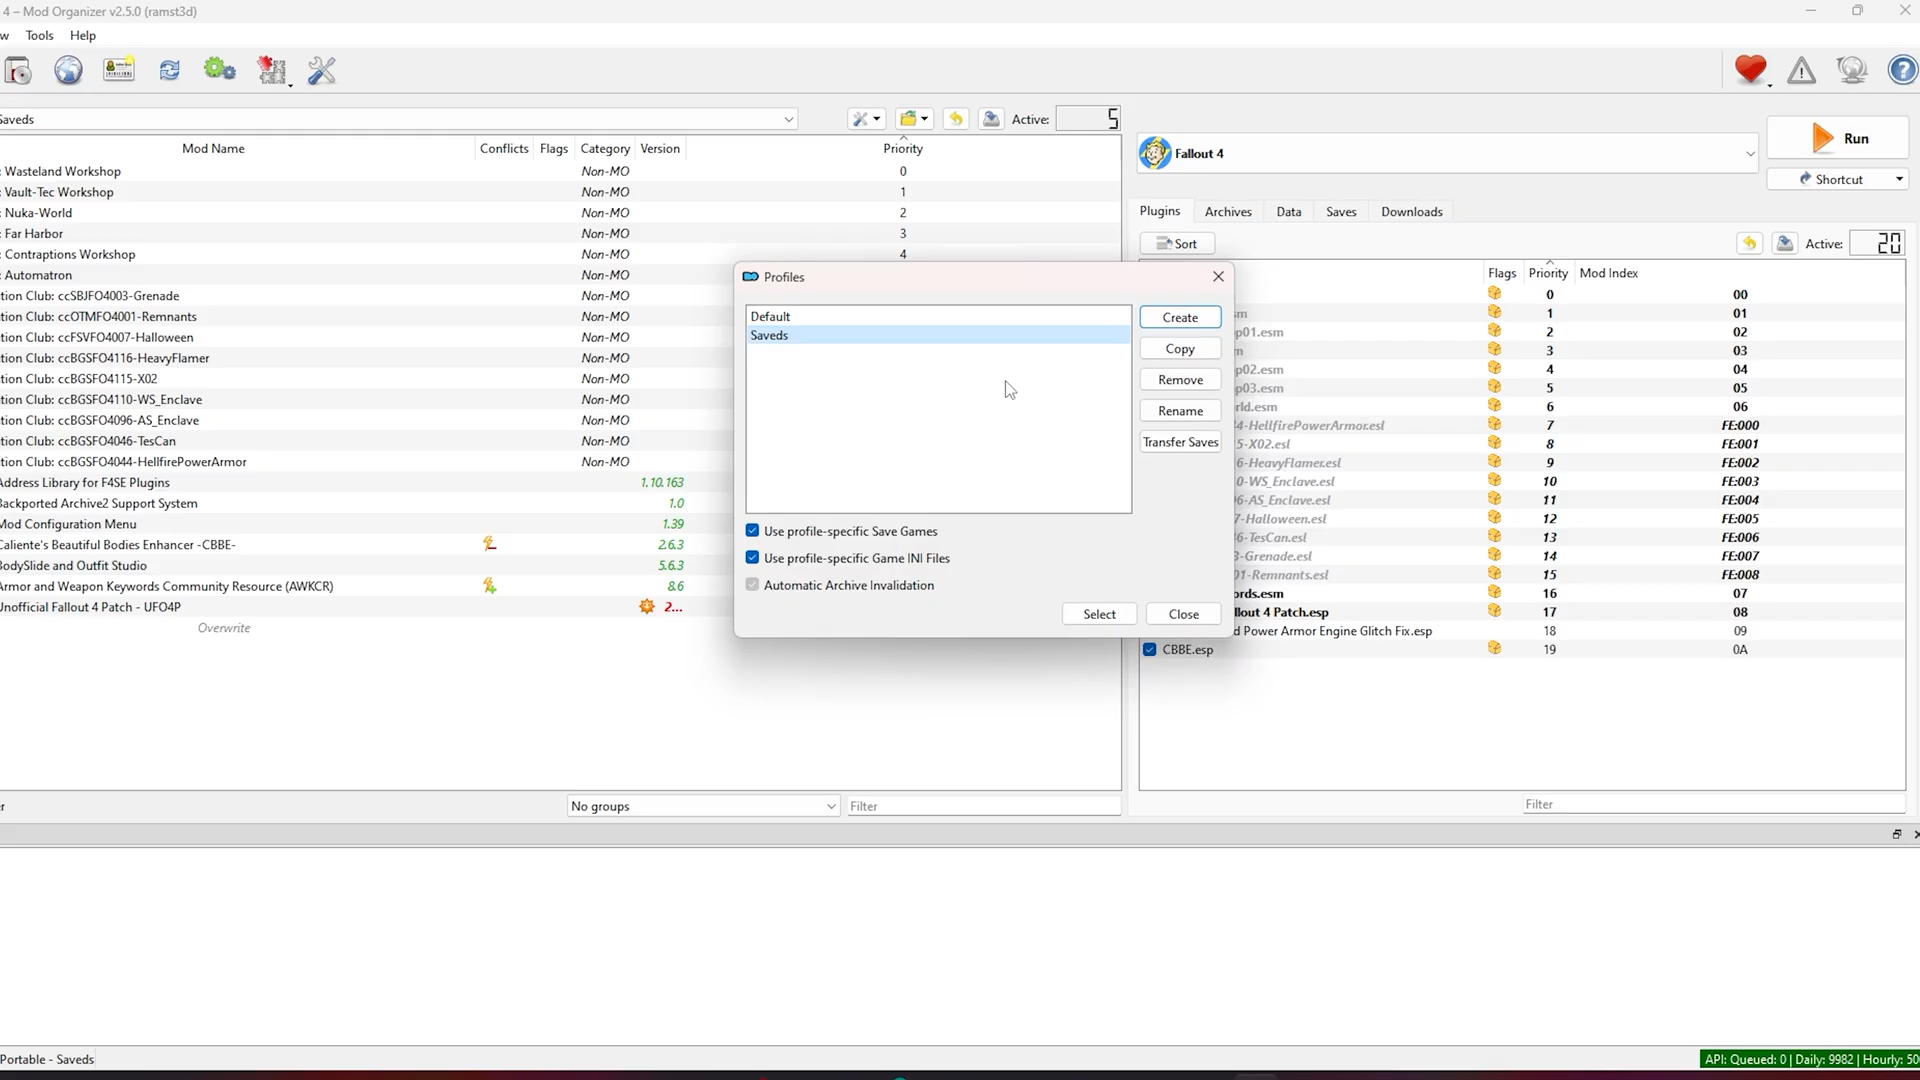 4 – Mod Organizer v2.5.0 (ramst3d)
w Tools Help
Saveds
Active: 5
Mod Name Conflicts Flags Category Version Priority
: Wasteland Workshop Non-MO 0
: Vault-Tec Workshop Non-MO 1
: Nuka-World Non-MO 2
: Far Harbor Non-MO 3
: Contraptions Workshop Non-MO 4
: Automatron Non-MO
tion Club: ccSBJFO4003-Grenade Non-MO
tion Club: ccOTMFO4001-Remnants Non-MO
tion Club: ccFSVFO4007-Halloween Non-MO
tion Club: ccBGSFO4116-HeavyFlamer Non-MO
tion Club: ccBGSFO4115-X02 Non-MO
tion Club: ccBGSFO4110-WS_Enclave Non-MO
tion Club: ccBGSFO4096-AS_Enclave Non-MO
tion Club: ccBGSFO4046-TesCan Non-MO
tion Club: ccBGSFO4044-HellfirePowerArmor Non-MO
Address Library for F4SE Plugins 1.10.163
Backported Archive2 Support System 1.0
Mod Configuration Menu 1.39
Caliente's Beautiful Bodies Enhancer -CBBE- 2.6.3
BodySlide and Outfit Studio 5.6.3
Armor and Weapon Keywords Community Resource (AWKCR) 8.6
Unofficial Fallout 4 Patch - UFO4P 2...
Overwrite
er No groups Filter
Profiles
Default
Saveds
Create
Copy
Remove
Rename
Transfer Saves
Use profile-specific Save Games
Use profile-specific Game INI Files
Automatic Archive Invalidation
Select Close
Fallout 4
Run
Shortcut
Plugins Archives Data Saves Downloads
Sort Active: 20
Flags Priority Mod Index
0 00
sm 1 01
p01.esm 2 02
m 3 03
p02.esm 4 04
p03.esm 5 05
rld.esm 6 06
4-HellfirePowerArmor.esl 7 FE:000
5-X02.esl 8 FE:001
6-HeavyFlamer.esl 9 FE:002
0-WS_Enclave.esl 10 FE:003
96-AS_Enclave.esl 11 FE:004
7-Halloween.esl 12 FE:005
46-TesCan.esl 13 FE:006
3-Grenade.esl 14 FE:007
01-Remnants.esl 15 FE:008
ords.esm 16 07
llout 4 Patch.esp 17 08
d Power Armor Engine Glitch Fix.esp 18 09
CBBE.esp 19 0A
Filter
Portable - Saveds
API: Queued: 0 | Daily: 9982 | Hourly: 50